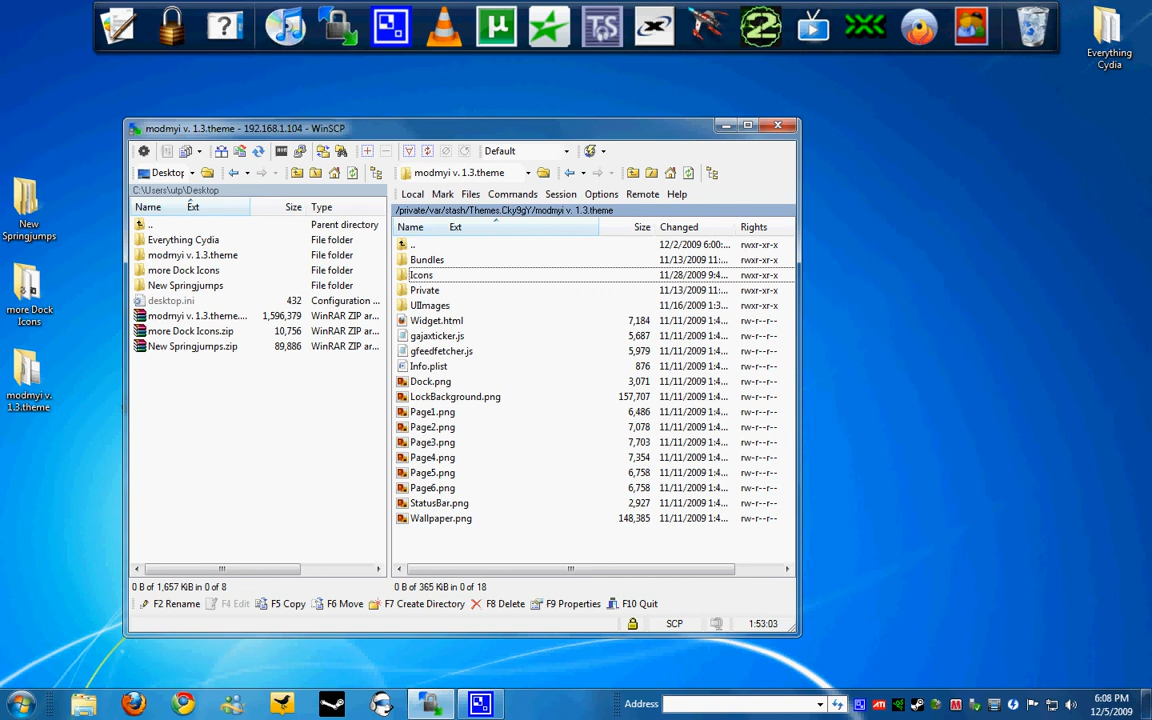 Everything
Cydia
New
Springjumps
more Dock
Icons
modmyi v.
1.3.theme
modmyi v. 1.3.theme - 192.168.1.104 - WinSCP
Default
Desktop
modmyi v. 1.3.theme
C:\Users\utp\Desktop
Local Mark Files Commands Session Options Remote Help
/private/var/stash/Themes.Cky9gY/modmyi v. 1.3.theme
Name Ext Size Type
.. Parent directory
Everything Cydia File folder
modmyi v. 1.3.theme File folder
more Dock Icons File folder
New Springjumps File folder
desktop.ini 432 Configuration ...
modmyi v. 1.3.theme.... 1,596,379 WinRAR ZIP ar...
more Dock Icons.zip 10,756 WinRAR ZIP ar...
New Springjumps.zip 89,886 WinRAR ZIP ar...
Name Ext Size Changed Rights
.. 12/2/2009 6:00:... rwxr-xr-x
Bundles 11/13/2009 11:... rwxr-xr-x
Icons 11/28/2009 9:4... rwxr-xr-x
Private 11/13/2009 11:... rwxr-xr-x
UIImages 11/16/2009 1:3... rwxr-xr-x
Widget.html 7,184 11/11/2009 1:4... rw-r--r--
gajaxticker.js 5,687 11/11/2009 1:4... rw-r--r--
gfeedfetcher.js 5,979 11/11/2009 1:4... rw-r--r--
Info.plist 876 11/11/2009 1:4... rw-r--r--
Dock.png 3,071 11/11/2009 1:4... rw-r--r--
LockBackground.png 157,707 11/11/2009 1:4... rw-r--r--
Page1.png 6,486 11/11/2009 1:4... rw-r--r--
Page2.png 7,078 11/11/2009 1:4... rw-r--r--
Page3.png 7,703 11/11/2009 1:4... rw-r--r--
Page4.png 7,354 11/11/2009 1:4... rw-r--r--
Page5.png 6,758 11/11/2009 1:4... rw-r--r--
Page6.png 6,758 11/11/2009 1:4... rw-r--r--
StatusBar.png 2,927 11/11/2009 1:4... rw-r--r--
Wallpaper.png 148,385 11/11/2009 1:4... rw-r--r--
0 B of 1,657 KiB in 0 of 8
0 B of 365 KiB in 0 of 18
F2 Rename F4 Edit F5 Copy F6 Move F7 Create Directory F8 Delete F9 Properties F10 Quit
SCP 1:53:03
Address
6:08 PM
12/5/2009